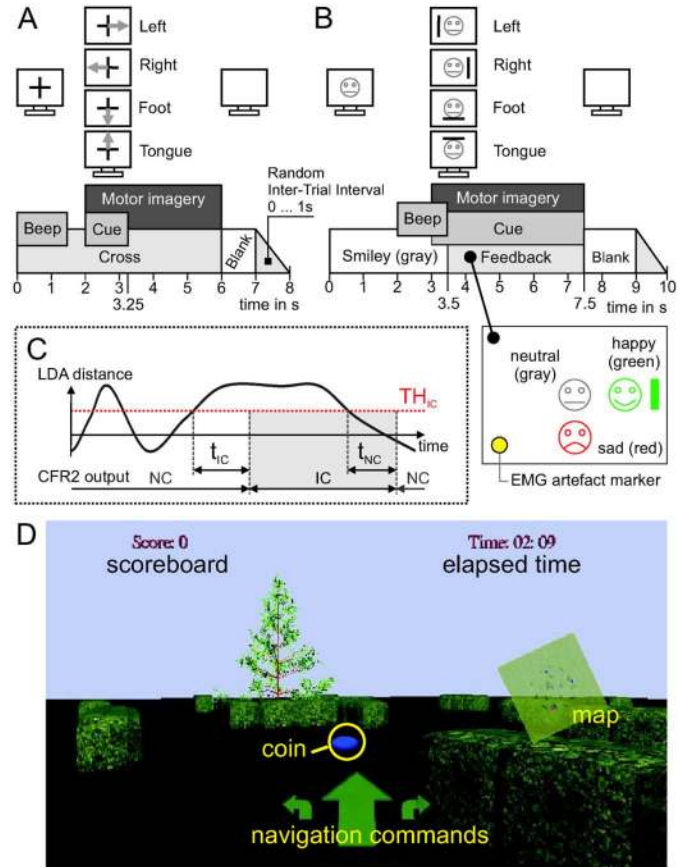 A
Left
Right
Foot
Tongue
Random
Inter-Trial Interval
0 ... 1s
Motor imagery
Beep
Cue
Cross
Blank
0 1 2 3 4 5 6 7 8
3.25
time in s
B
Left
Right
Foot
Tongue
Motor imagery
Beep
Cue
Smiley (gray)
Feedback
Blank
0 1 2 3 4 5 6 7 8 9 10
3.5
7.5
time in s
neutral
(gray)
happy
(green)
sad (red)
EMG artefact marker
C
LDA distance
TH IC
time
t IC
t NC
CFR2 output
NC
IC
NC
D
Score: 0
Time: 02: 09
scoreboard
elapsed time
map
coin
navigation commands